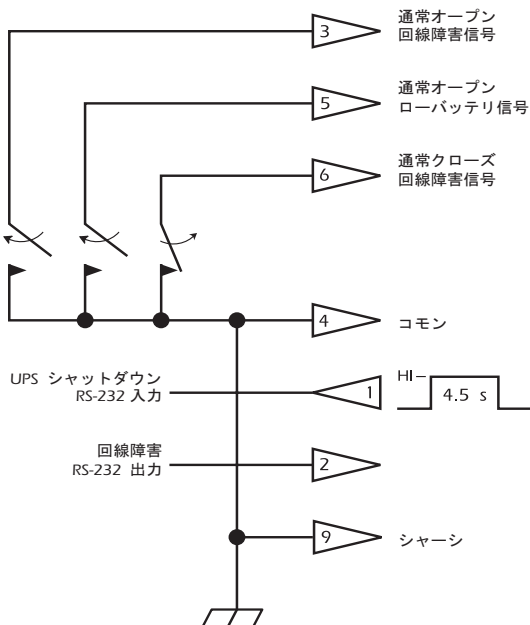 3
通常オープン
回線障害信号
5
通常オープン
ローバッテリ信号
6
通常クローズ
回線障害信号
4
コモン
UPS シャットダウン
RS-232 入力
1
HI–
4.5 s
回線障害
RS-232 出力
2
9
シャーシ